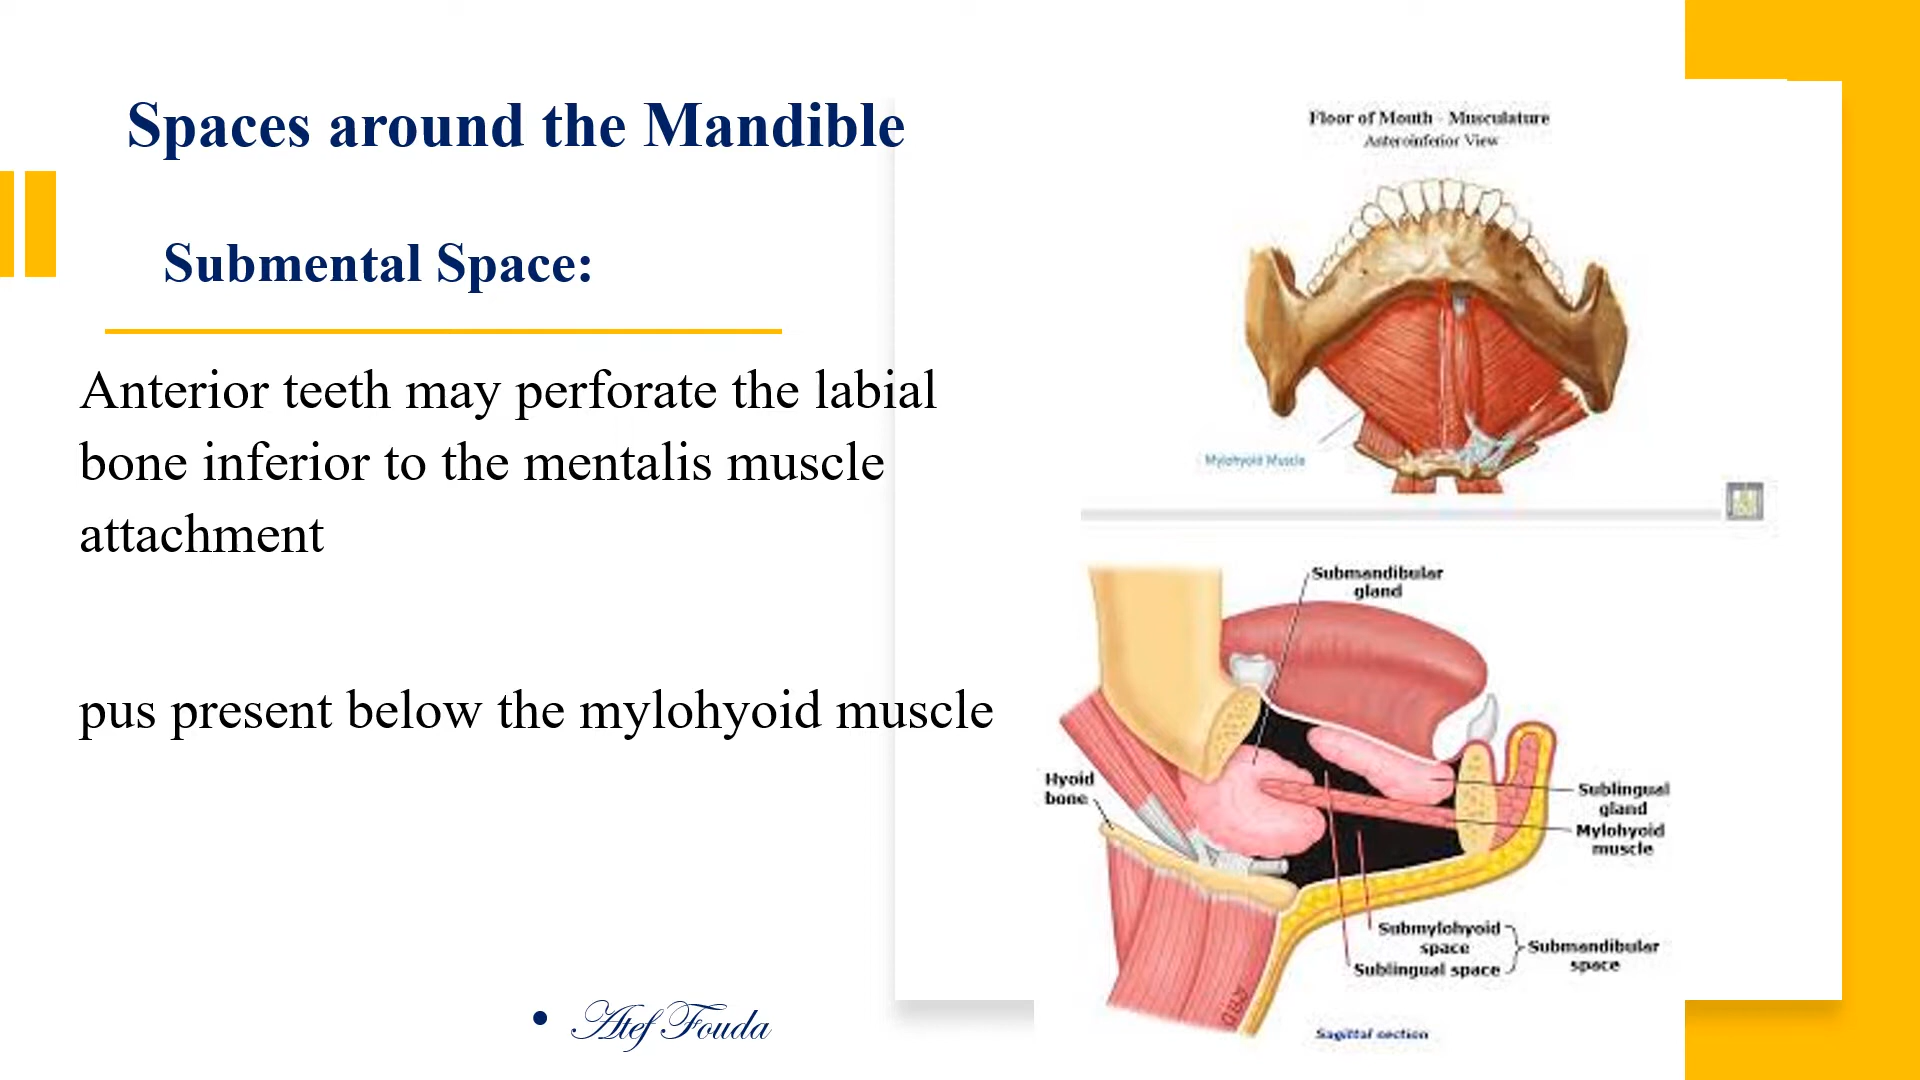 Spaces around the Mandible
Submental Space:
Anterior teeth may perforate the labial
bone inferior to the mentalis muscle
attachment
pus present below the mylohyoid muscle
• Atef Fouda
Floor of Mouth - Musculature
Anteroinferior View
Mylohyoid Muscle
Submandibular
gland
Hyoid
bone
Sublingual
gland
Mylohyoid
muscle
Submylohyoid
space
Sublingual space
Submandibular
space
Sagittal section